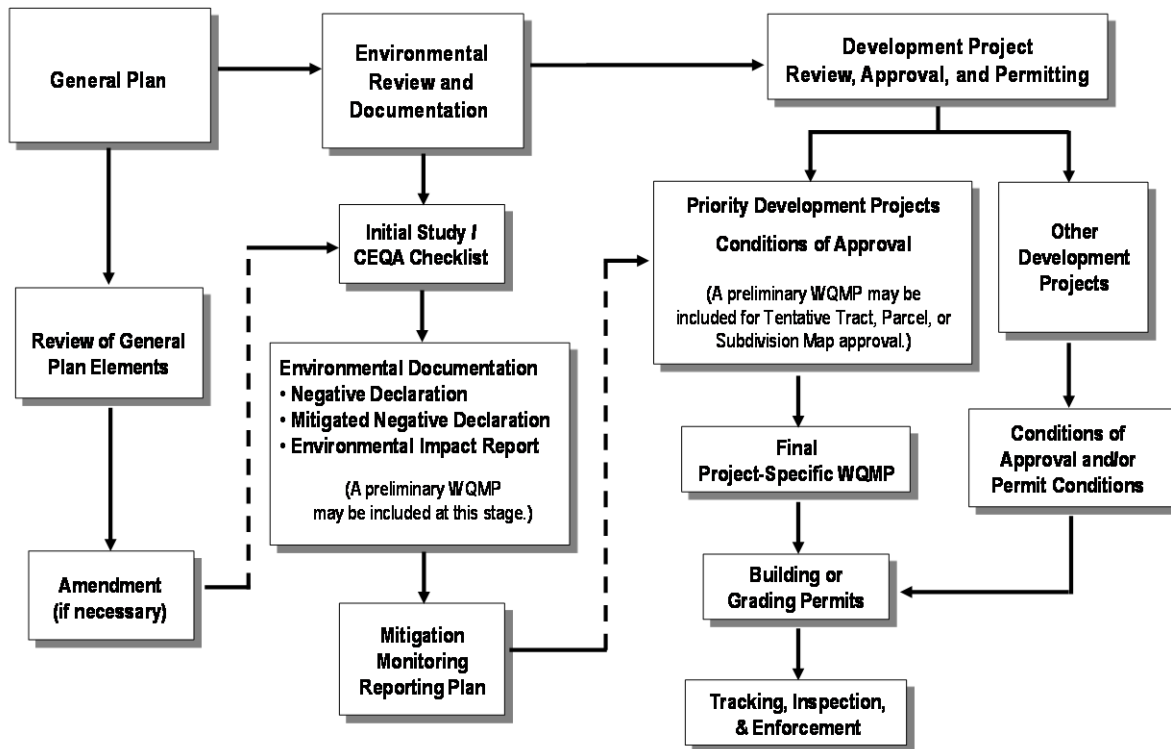 General Plan
Environmental
Review and
Documentation
Development Project
Review, Approval, and Permitting
Review of General
Plan Elements
Amendment
(if necessary)
Initial Study /
CEQA Checklist
Environmental Documentation
• Negative Declaration
• Mitigated Negative Declaration
• Environmental Impact Report
(A preliminary WQMP
may be included at this stage.)
Mitigation
Monitoring
Reporting Plan
Priority Development Projects
Conditions of Approval
(A preliminary WQMP may be
included for Tentative Tract, Parcel, or
Subdivision Map approval.)
Final
Project-Specific WQMP
Building or
Grading Permits
Tracking, Inspection,
& Enforcement
Other
Development
Projects
Conditions of
Approval and/or
Permit Conditions